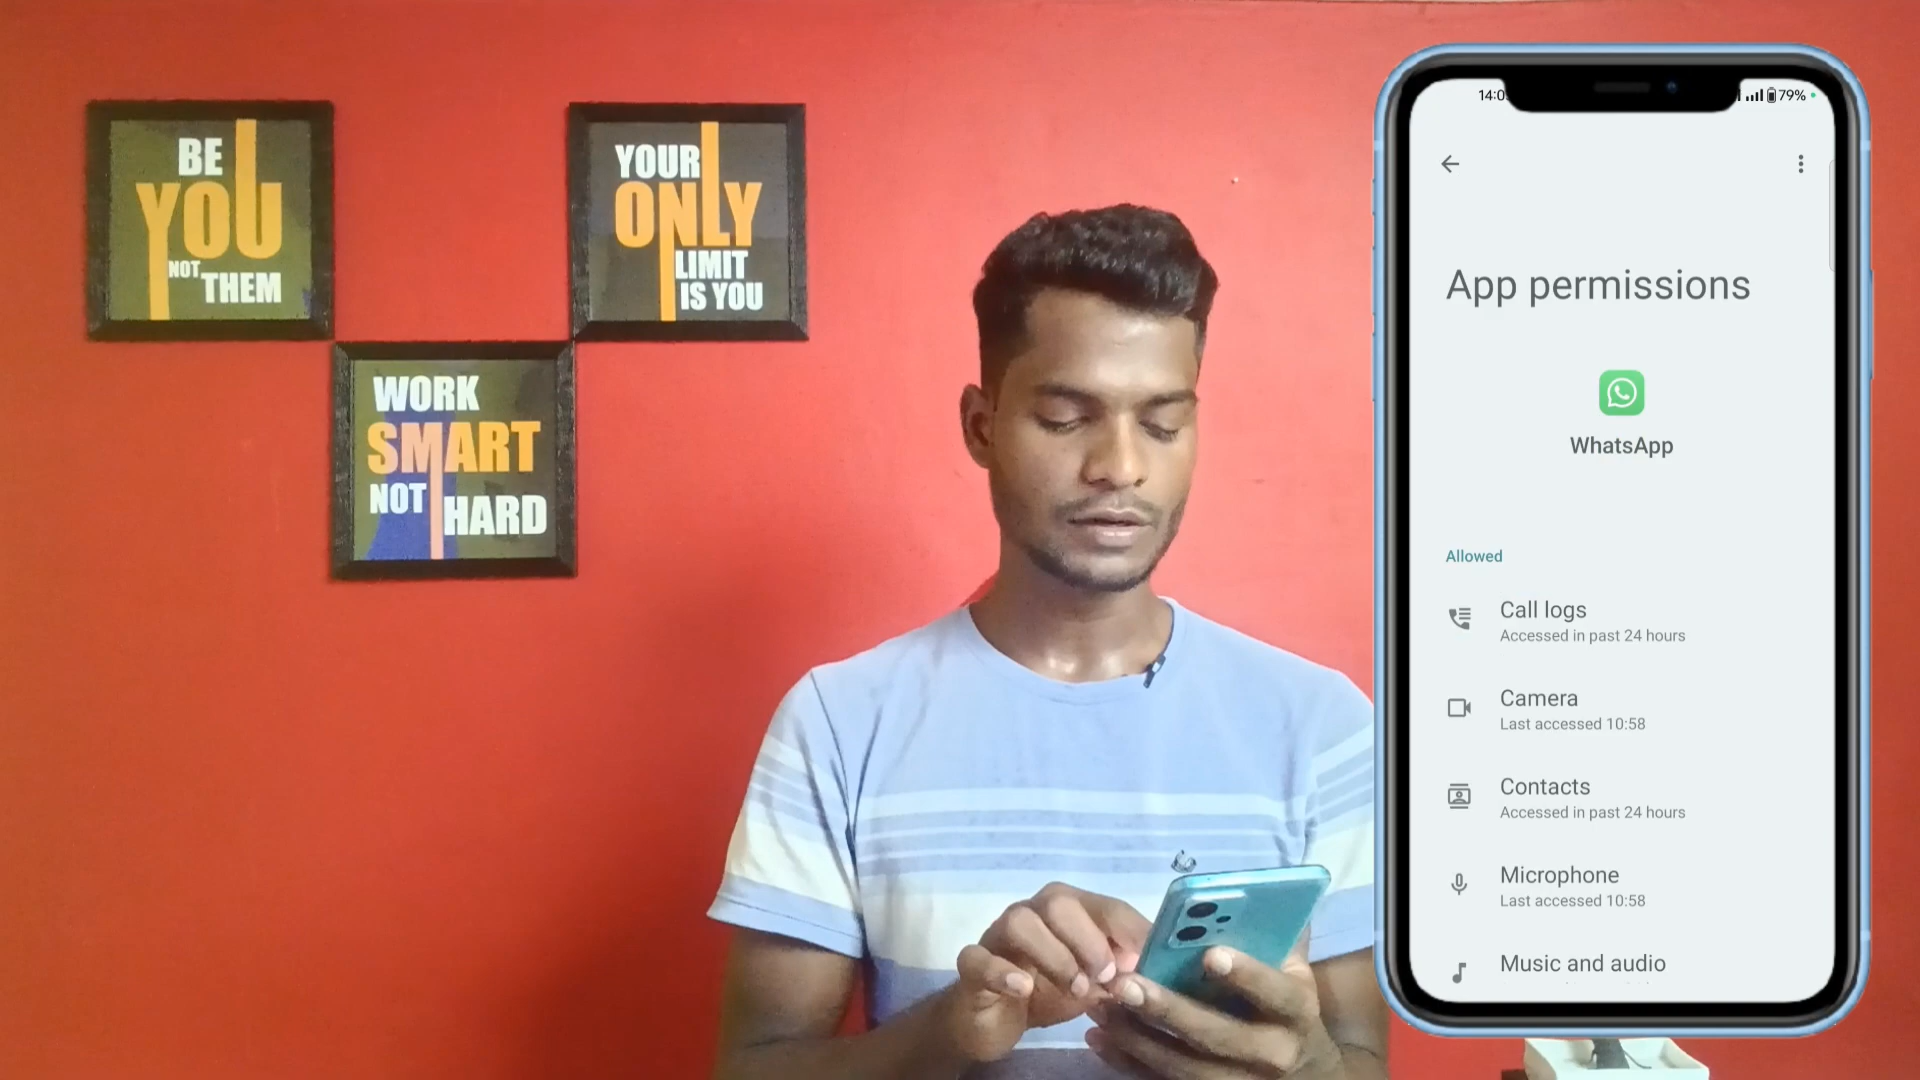 BE
YOU
NOT
THEM
YOUR
ONLY
LIMIT
IS YOU
WORK
SMART
NOT
HARD
79%
App permissions
WhatsApp
Allowed
Call logs
Accessed in past 24 hours
Camera
Last accessed 10:58
Contacts
Accessed in past 24 hours
Microphone
Last accessed 10:58
Music and audio